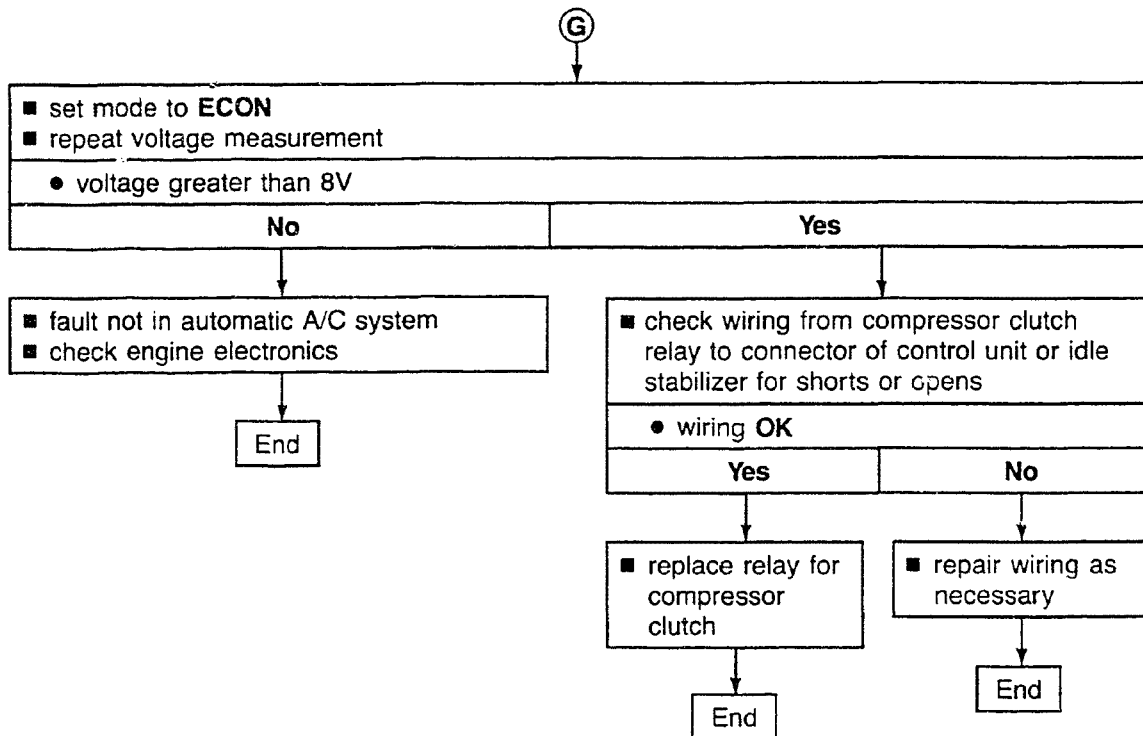 G
■ set mode to ECON
■ repeat voltage measurement
● voltage greater than 8V
No
Yes
■ fault not in automatic A/C system
■ check engine electronics
End
■ check wiring from compressor clutch
relay to connector of control unit or idle
stabilizer for shorts or opens
● wiring OK
Yes
No
■ replace relay for
compressor
clutch
End
■ repair wiring as
necessary
End